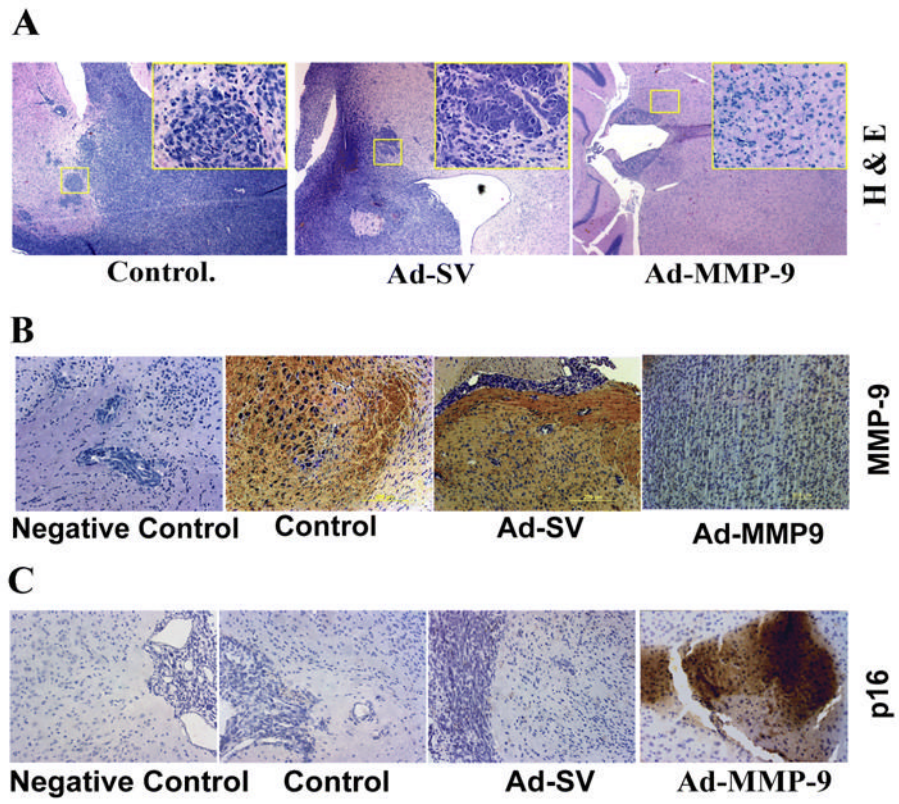 A
Control.
Ad-SV
Ad-MMP-9
H & E
B
Negative Control
Control
Ad-SV
Ad-MMP9
MMP-9
C
Negative Control
Control
Ad-SV
Ad-MMP-9
p16